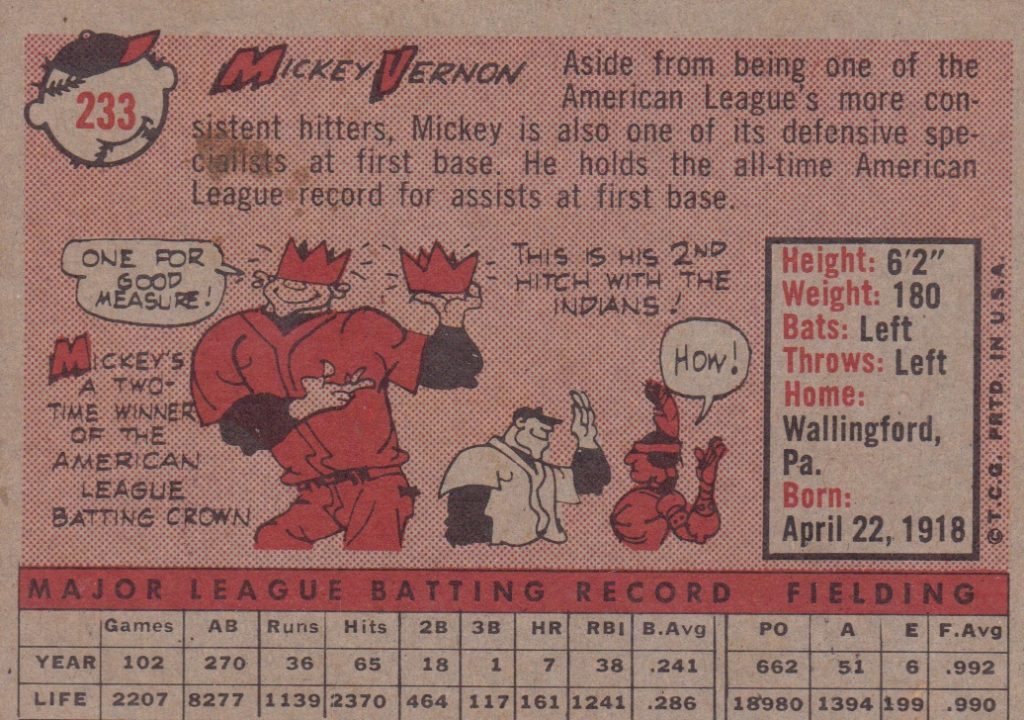 233
MICKEY VERNON
Aside from being one of the
American League's more con-
sistent hitters, Mickey is also one of its defensive spe-
cialists at first base. He holds the all-time American
League record for assists at first base.
ONE FOR
GOOD
MEASURE!
MICKEY'S
A TWO-
TIME WINNER
OF THE
AMERICAN
LEAGUE
BATTING CROWN
THIS IS HIS 2ND
HITCH WITH THE
INDIANS!
HOW!
Height: 6'2"
Weight: 180
Bats: Left
Throws: Left
Home:
Wallingford,
Pa.
Born:
April 22, 1918
© T.C.G. PRTD. IN U.S.A.
MAJOR LEAGUE BATTING RECORD FIELDING
Games AB Runs Hits 2B 3B HR RBI B.Avg PO A E F.Avg
YEAR 102 270 36 65 18 1 7 38 .241 662 51 6 .992
LIFE 2207 8277 1139 2370 464 117 161 1241 .286 18980 1394 199 .990